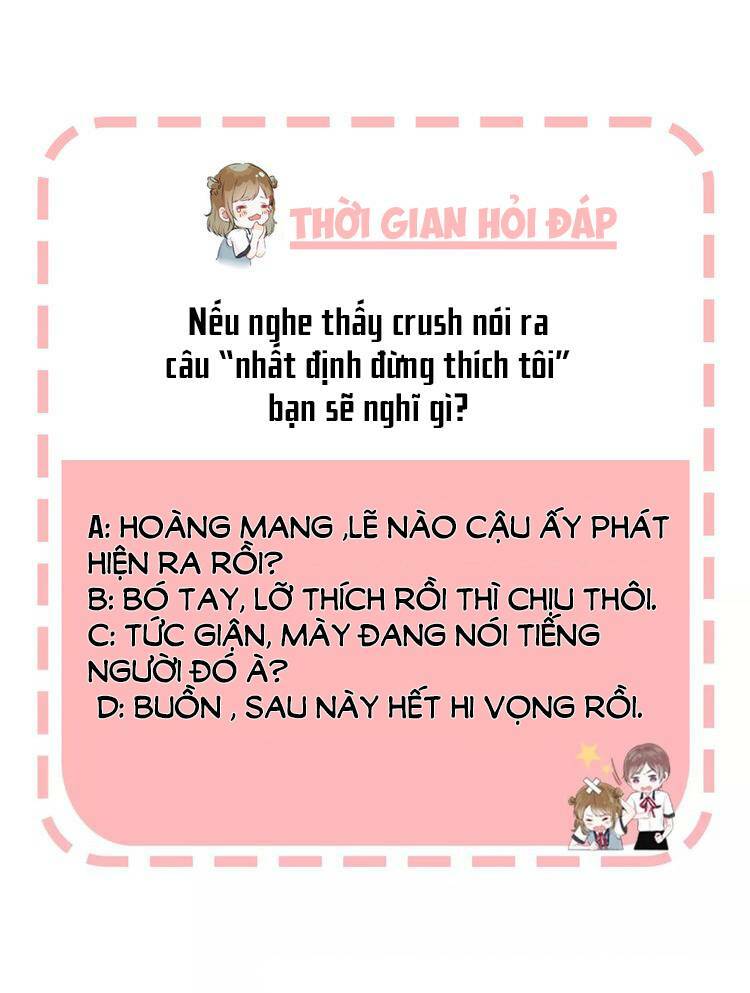 THỜI GIAN HỎI ĐÁP
Nếu nghe thấy crush nói ra
câu “nhất định đừng thích tôi”
bạn sẽ nghĩ gì?
A: HOÀNG MANG ,LẼ NÀO CẬU ẤY PHÁT
HIỆN RA RỒI?
B: BÓ TAY, LỠ THÍCH RỒI THÌ CHỊU THÔI.
C: TỨC GIẬN, MÀY ĐANG NÓI TIẾNG
NGƯỜI ĐÓ À?
D: BUỒN , SAU NÀY HẾT HI VỌNG RỒI.